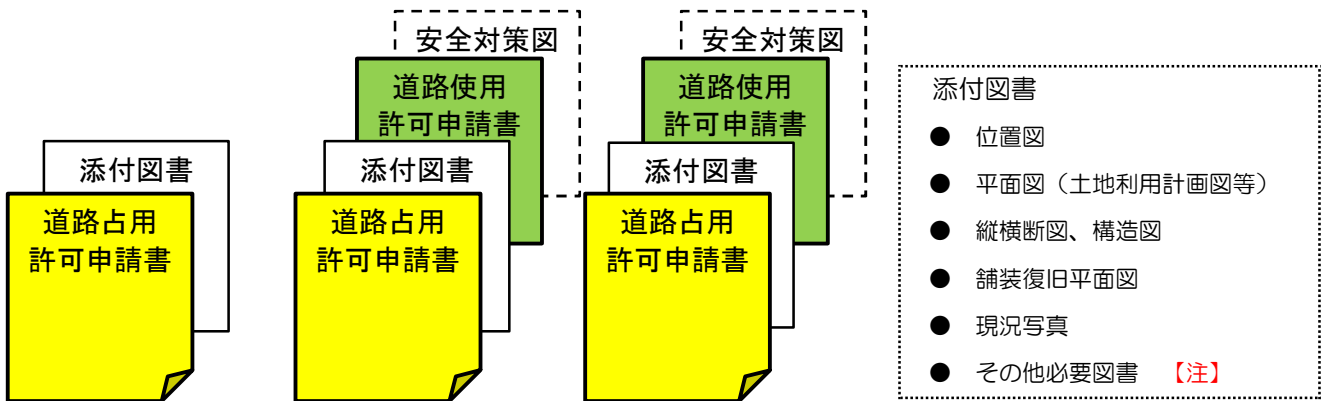 添付図書
道路占用
許可申請書
安全対策図
道路使用
許可申請書
添付図書
道路占用
許可申請書
安全対策図
道路使用
許可申請書
添付図書
道路占用
許可申請書
添付図書
● 位置図
● 平面図（土地利用計画図等）
● 縦横断図、構造図
● 舗装復旧平面図
● 現況写真
● その他必要図書 【注】